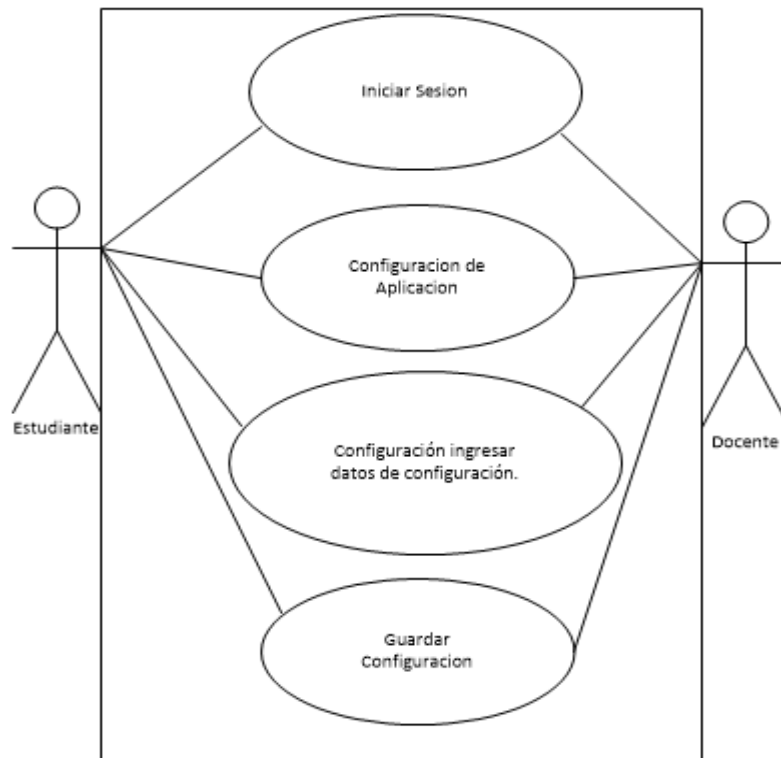 Iniciar Sesion
Configuracion de
Aplicacion
Estudiante
Docente
Configuración ingresar
datos de configuración.
Guardar
Configuracion